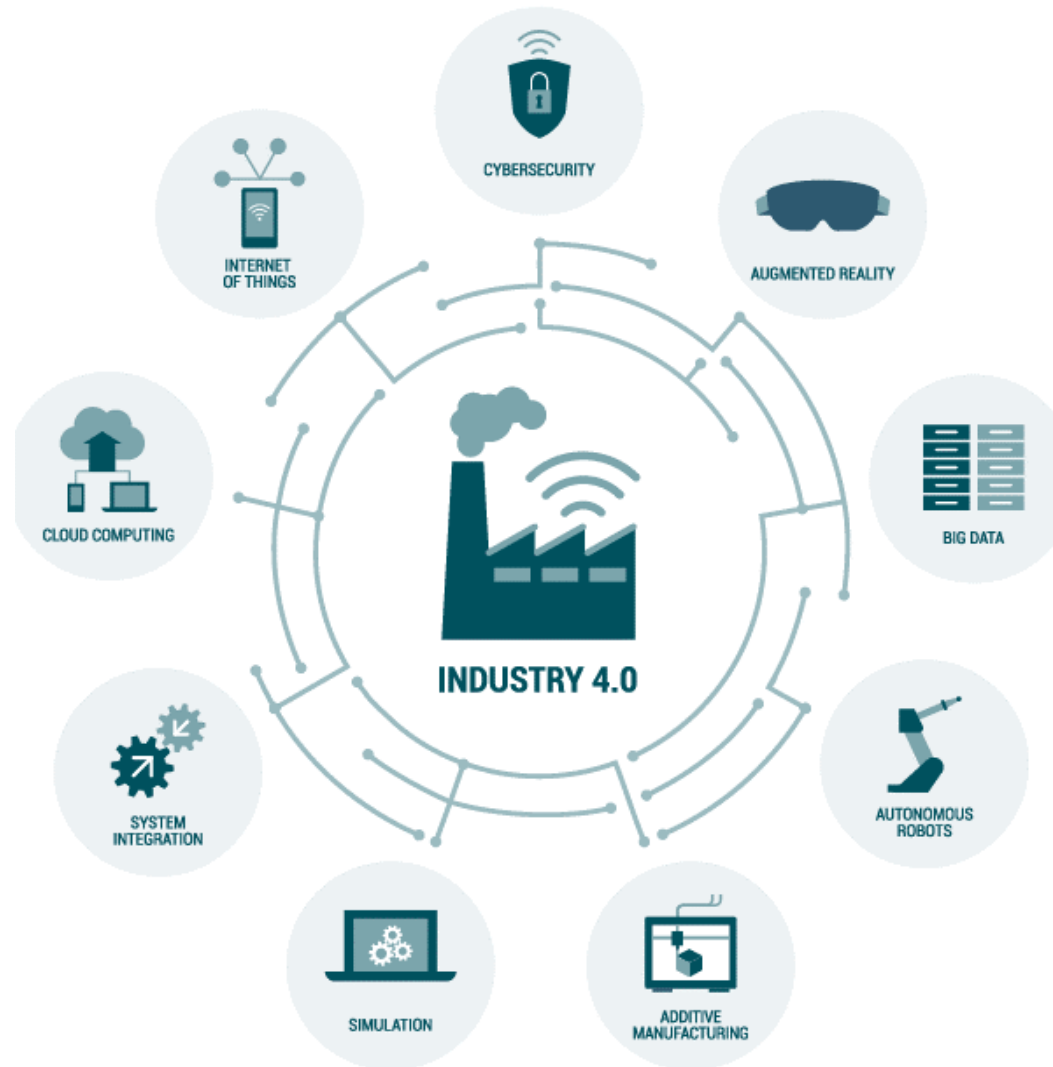 CYBERSECURITY
AUGMENTED REALITY
BIG DATA
AUTONOMOUS
ROBOTS
ADDITIVE
MANUFACTURING
SIMULATION
SYSTEM
INTEGRATION
CLOUD COMPUTING
INTERNET
OF THINGS
INDUSTRY 4.0